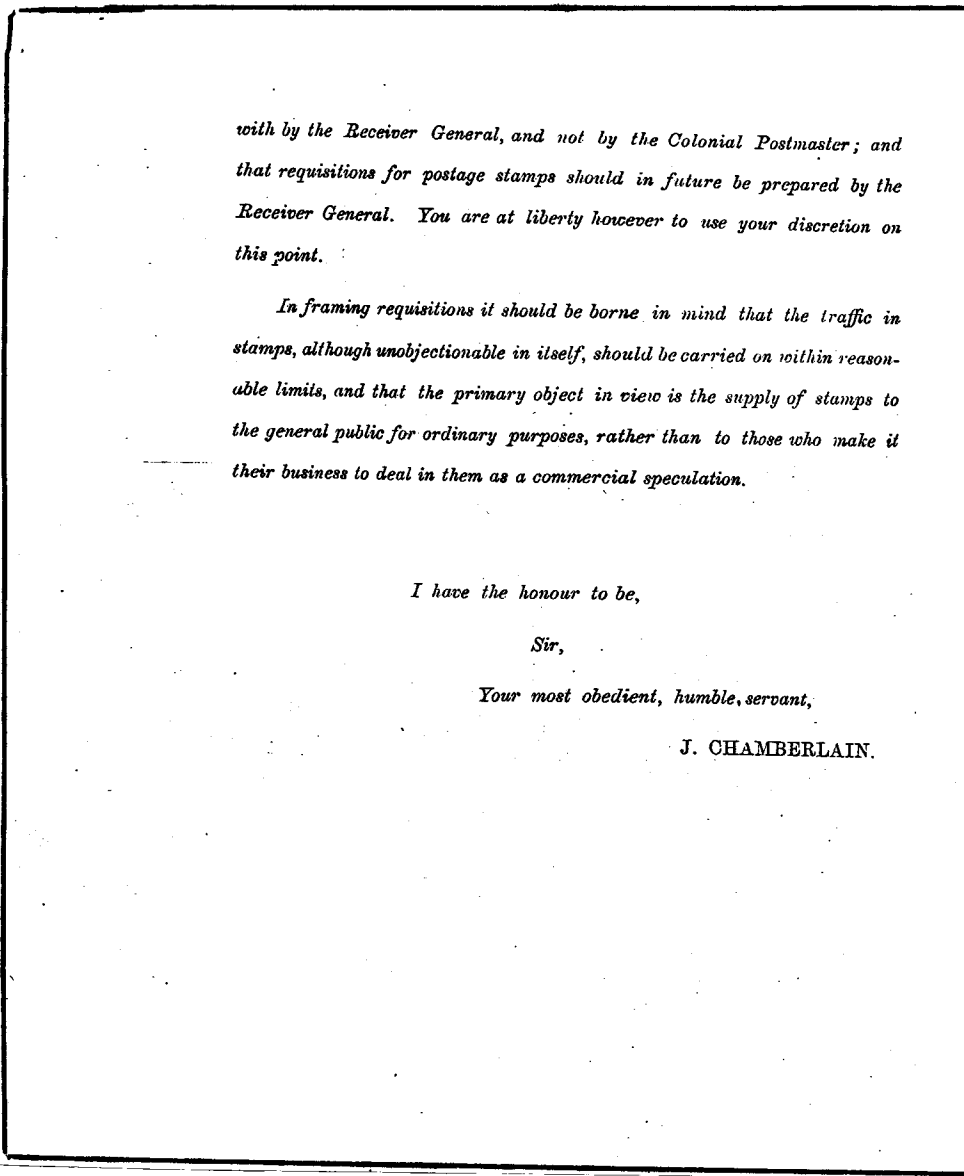 with by the Receiver General, and not by the Colonial Postmaster; and
that requisitions for postage stamps should in future be prepared by the
Receiver General. You are at liberty however to use your discretion on
this point.
In framing requisitions it should be borne in mind that the traffic in
stamps, although unobjectionable in itself, should be carried on within reason-
able limits, and that the primary object in view is the supply of stamps to
the general public for ordinary purposes, rather than to those who make it
their business to deal in them as a commercial speculation.
I have the honour to be,
Sir,
Your most obedient, humble, servant,
J. CHAMBERLAIN.